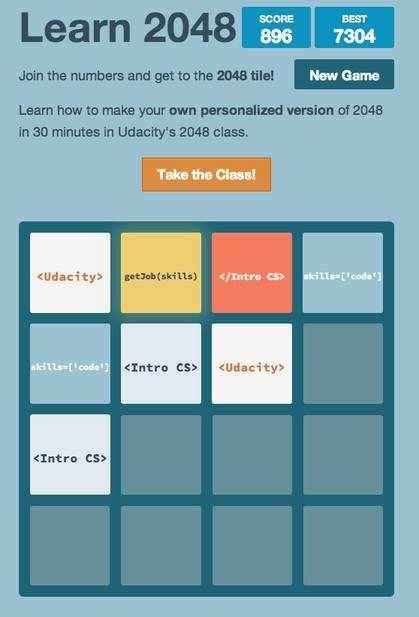 Learn 2048
SCORE
896
BEST
7304
Join the numbers and get to the 2048 tile!
New Game
Learn how to make your own personalized version of 2048
in 30 minutes in Udacity's 2048 class.
Take the Class!
<Udacity>
getJob(skills)
</Intro CS>
skills=['code']
skills=['code']
<Intro CS>
<Udacity>
<Intro CS>